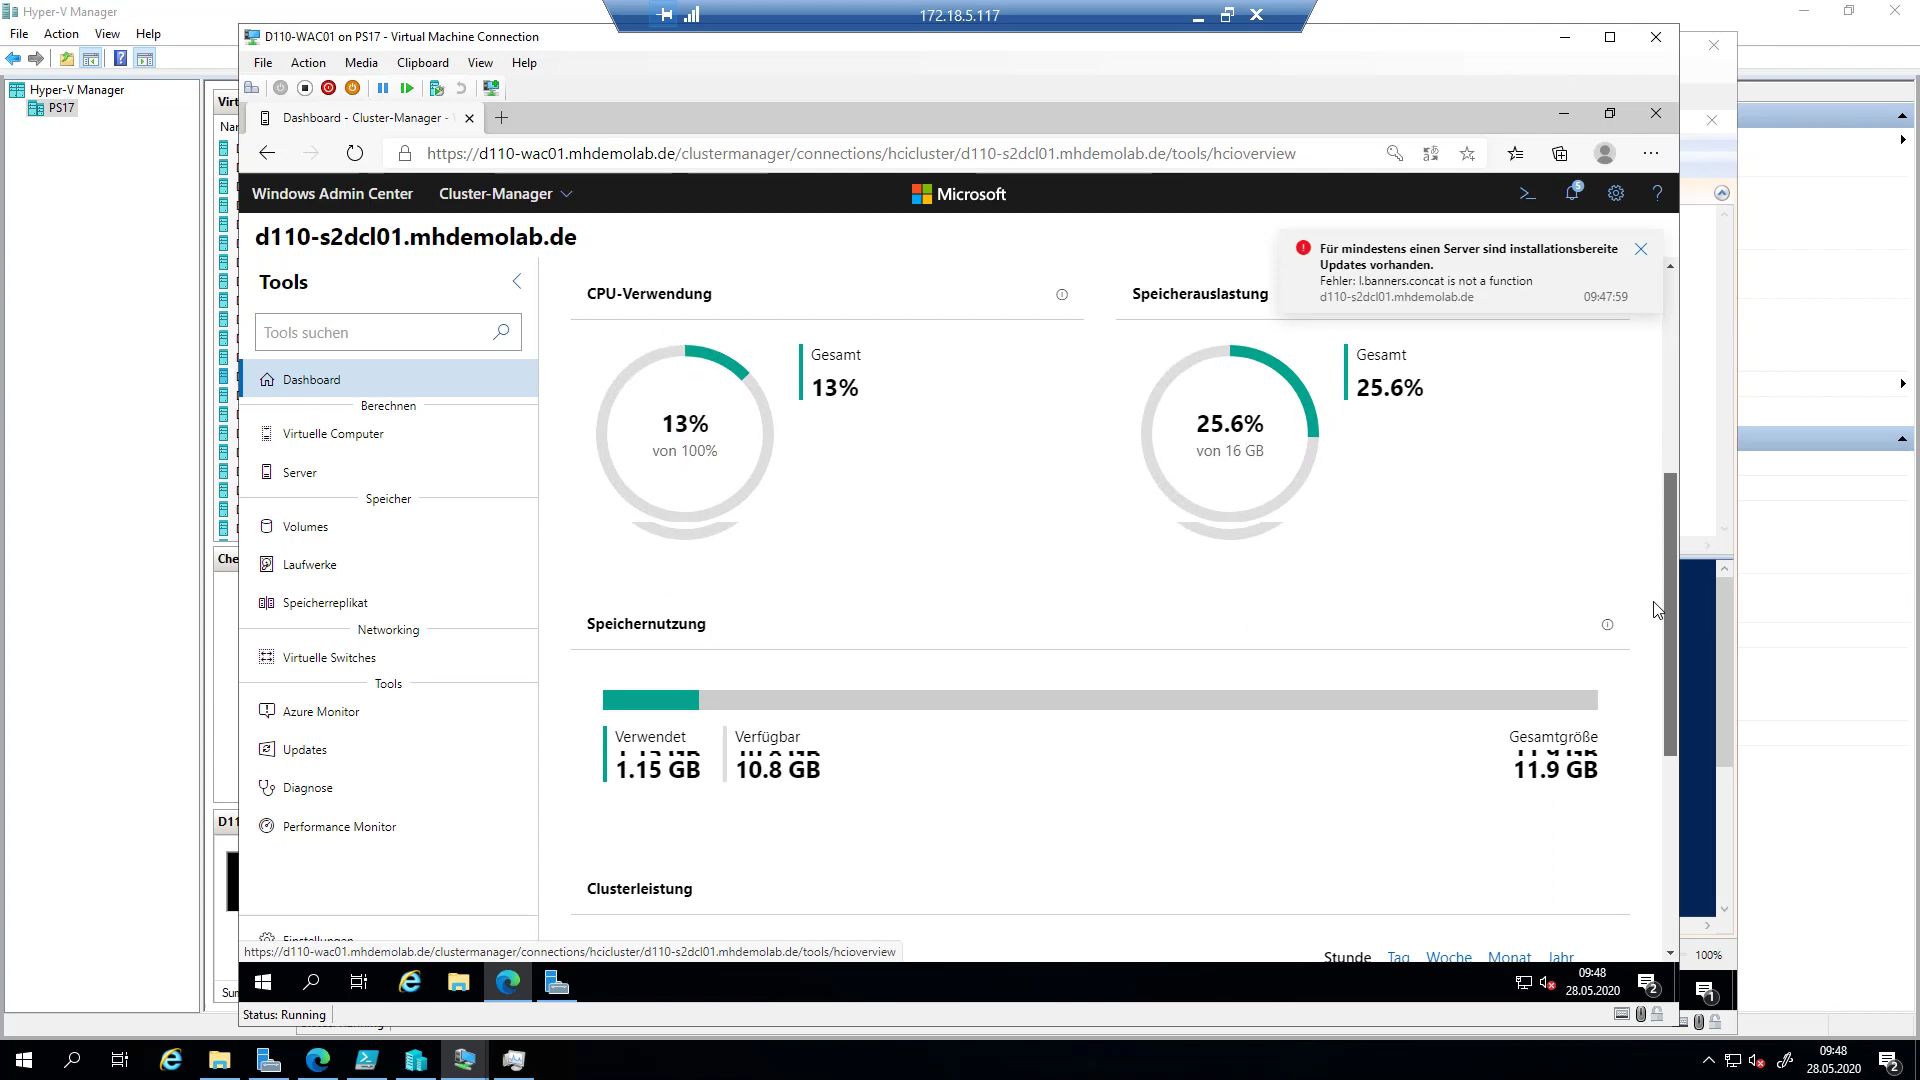 Hyper-V Manager
File Action View Help
Hyper-V Manager
PS17
172.18.5.117
D110-WAC01 on PS17 - Virtual Machine Connection
File Action Media Clipboard View Help
Dashboard - Cluster-Manager -
https://d110-wac01.mhdemolab.de/clustermanager/connections/hcicluster/d110-s2dcl01.mhdemolab.de/tools/hcioverview
Windows Admin Center Cluster-Manager Microsoft
5
d110-s2dcl01.mhdemolab.de
Für mindestens einen Server sind installationsbereite
Updates vorhanden.
Fehler: l.banners.concat is not a function
d110-s2dcl01.mhdemolab.de 09:47:59
Tools
Tools suchen
Dashboard
Berechnen
Virtuelle Computer
Server
Speicher
Volumes
Laufwerke
Speicherreplikat
Networking
Virtuelle Switches
Tools
Azure Monitor
Updates
Diagnose
Performance Monitor
Einstellungen
CPU-Verwendung
13%
von 100%
Gesamt
13%
Speicherauslastung
25.6%
von 16 GB
Gesamt
25.6%
Speichernutzung
Verwendet
1.15 GB
Verfügbar
10.8 GB
Gesamtgröße
11.9 GB
Clusterleistung
Stunde Tag Woche Monat Jahr
https://d110-wac01.mhdemolab.de/clustermanager/connections/hcicluster/d110-s2dcl01.mhdemolab.de/tools/hcioverview
09:48
28.05.2020
2
Status: Running
100%
1
09:48
28.05.2020
2